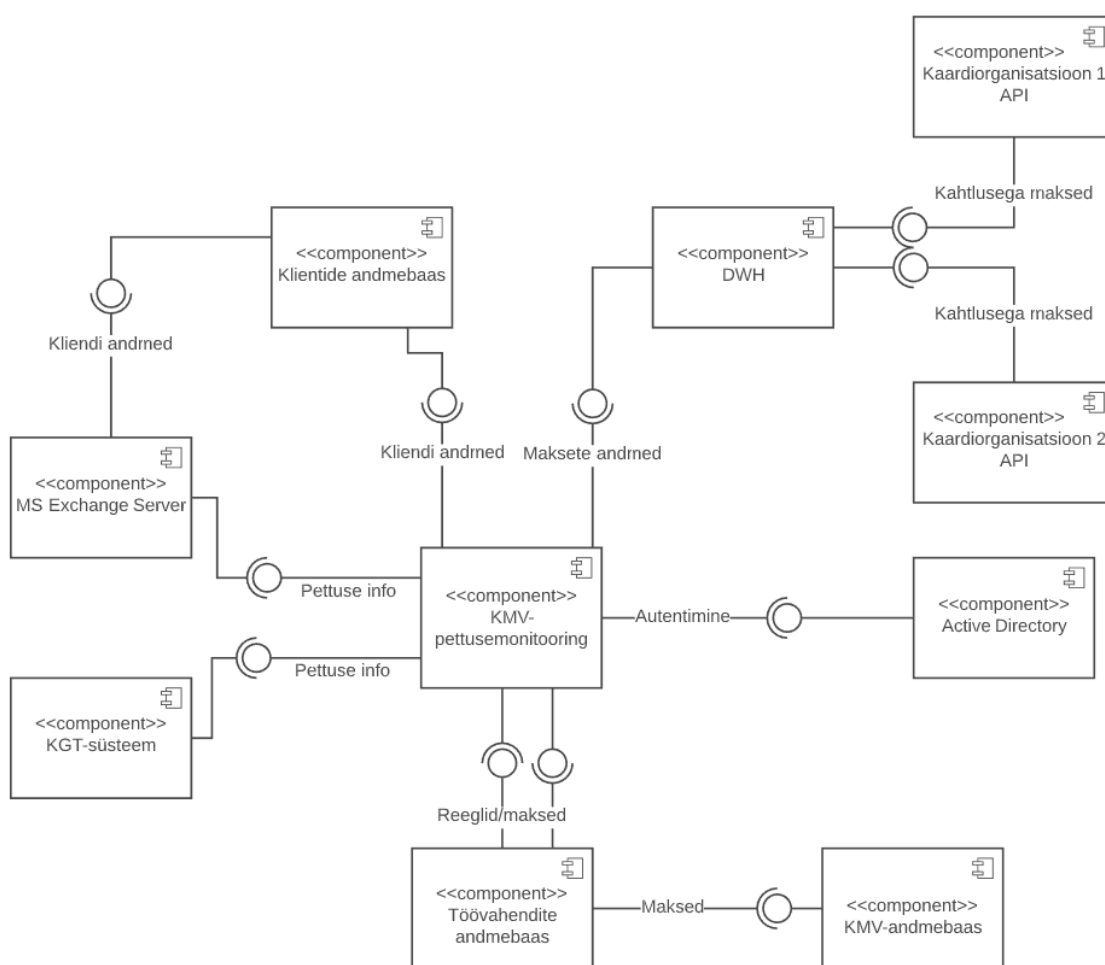 <<component>>
Kaardiorganisatsioon 1
API
Kahtlusega maksed
<<component>>
Klientide andmebaas
<<component>>
DWH
Kahtlusega maksed
Kliendi andmed
<<component>>
Kaardiorganisatsioon 2
API
Kliendi andmed
Maksete andmed
<<component>>
MS Exchange Server
Pettuse info
<<component>>
KMV-
pettusemonitooring
Autentimine
<<component>>
Active Directory
Pettuse info
<<component>>
KGT-süsteem
Reeglid/maksed
<<component>>
Töövahendite
andmebaas
Maksed
<<component>>
KMV-andmebaas